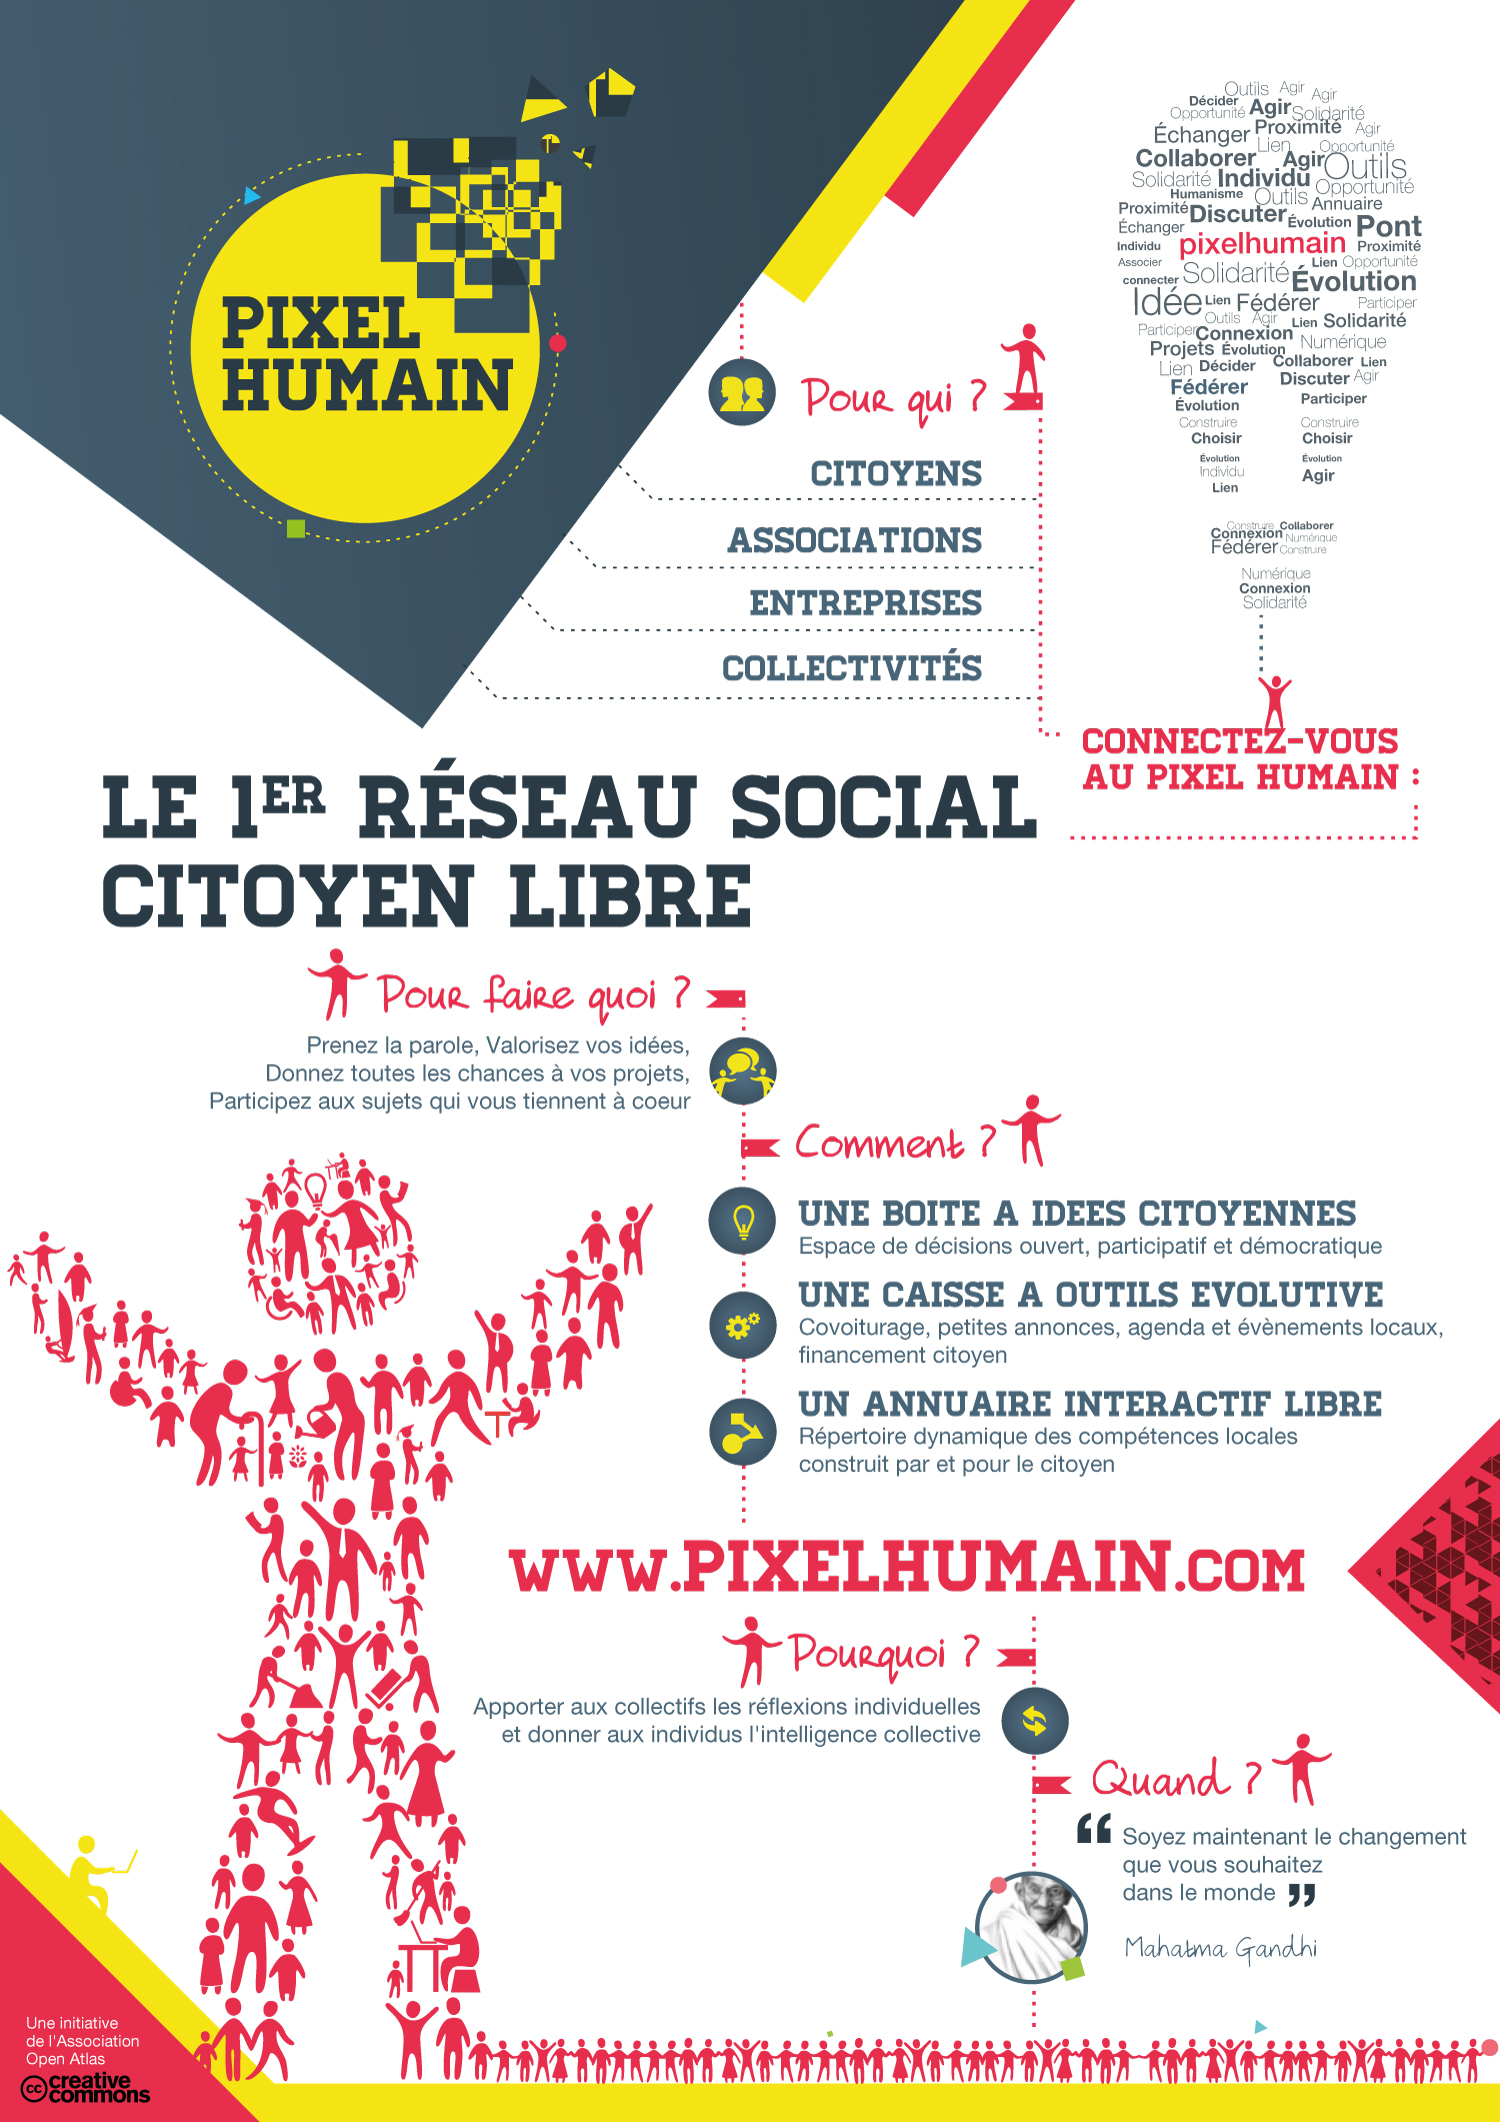 PIXEL
HUMAIN
Pour qui ?
CITOYENS
ASSOCIATIONS
ENTREPRISES
COLLECTIVITÉS
Outils Agir Agir
Décider
Opportunité Agir Solidarité
Échanger Proximité Agir
Lien Opportunité
Collaborer Agir Outils
Solidarité Individu Opportunité
Humanisme Outils Annuaire
Proximité Discuter Évolution Pont
Échanger
Individu pixelhumain Proximité
Associer Solidarité Lien Opportunité
connecter Évolution
Idée Lien Fédérer Participer
Outils Agir Lien Solidarité
Participer Connexion Numérique
Projets Évolution Collaborer Lien
Lien Décider Discuter Agir
Fédérer Participer
Évolution
Construire Construire
Choisir Choisir
Évolution Évolution
Individu Agir
Lien
Construire Collaborer
Connexion Numérique
Fédérer Construire
Numérique
Connexion
Solidarité
CONNECTEZ-VOUS
AU PIXEL HUMAIN :
LE 1ER RÉSEAU SOCIAL
CITOYEN LIBRE
Pour faire quoi ?
Prenez la parole, Valorisez vos idées,
Donnez toutes les chances à vos projets,
Participez aux sujets qui vous tiennent à coeur
Comment ?
UNE BOITE A IDEES CITOYENNES
Espace de décisions ouvert, participatif et démocratique
UNE CAISSE A OUTILS EVOLUTIVE
Covoiturage, petites annonces, agenda et évènements locaux,
financement citoyen
UN ANNUAIRE INTERACTIF LIBRE
Répertoire dynamique des compétences locales
construit par et pour le citoyen
WWW.PIXELHUMAIN.COM
Pourquoi ?
Apporter aux collectifs les réflexions individuelles
et donner aux individus l'intelligence collective
Quand ?
“ Soyez maintenant le changement
que vous souhaitez
dans le monde ”
Mahatma Gandhi
Une initiative
de l'Association
Open Atlas
cc creative
commons